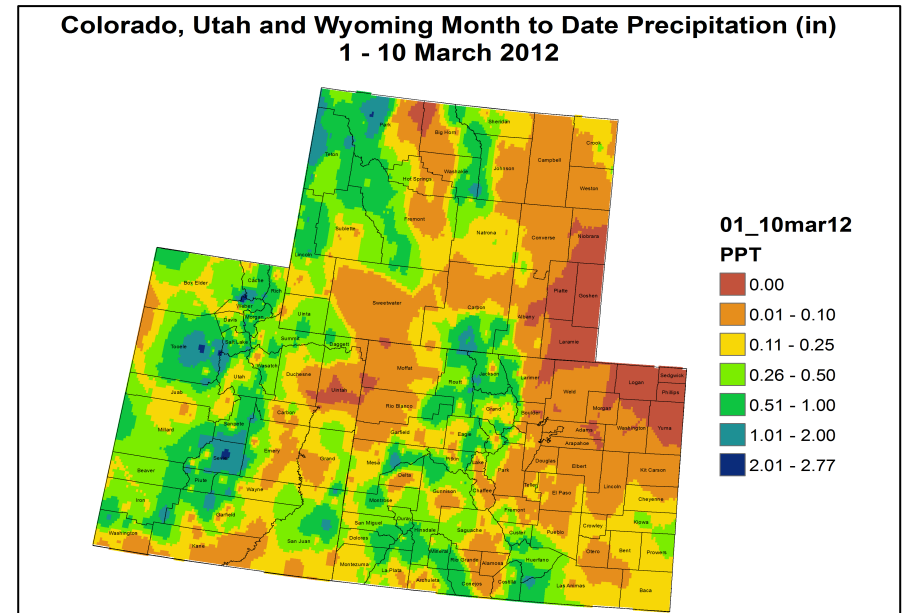 Colorado, Utah and Wyoming Month to Date Precipitation (in)
1 - 10 March 2012
01_10mar12
PPT
0.00
0.01 - 0.10
0.11 - 0.25
0.26 - 0.50
0.51 - 1.00
1.01 - 2.00
2.01 - 2.77
Park
Sheridan
Big Horn
Crook
Teton
Washakie
Johnson
Campbell
Hot Springs
Weston
Fremont
Sublette
Natrona
Converse
Niobrara
Lincoln
Platte
Goshen
Sweetwater
Carbon
Albany
Uinta
Laramie
Box Elder
Cache
Rich
Weber
Morgan
Davis
Salt Lake
Summit
Daggett
Tooele
Wasatch
Utah
Duchesne
Uintah
Juab
Carbon
Sanpete
Millard
Emery
Grand
Sevier
Beaver
Piute
Wayne
Iron
Garfield
Washington
Kane
San Juan
Moffat
Routt
Jackson
Larimer
Weld
Logan
Sedgwick
Phillips
Rio Blanco
Grand
Boulder
Morgan
Washington
Yuma
Garfield
Eagle
Adams
Arapahoe
Mesa
Pitkin
Lake
Park
Douglas
Elbert
Kit Carson
Delta
Gunnison
Chaffee
Teller
El Paso
Lincoln
Cheyenne
Montrose
Fremont
Ouray
San Miguel
Hinsdale
Saguache
Custer
Pueblo
Crowley
Kiowa
Dolores
Mineral
Otero
Bent
Prowers
Montezuma
La Plata
Rio Grande
Alamosa
Huerfano
Archuleta
Conejos
Costilla
Las Animas
Baca